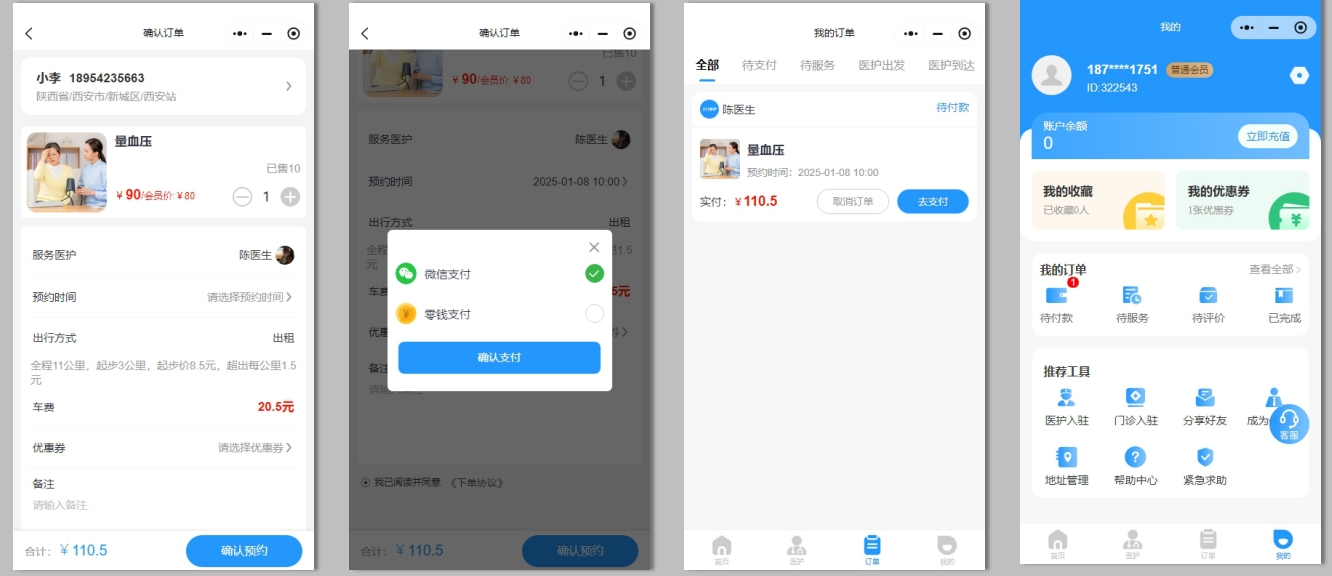 确认订单
小李 18954235663
陕西省/西安市/新城区/西安站
量血压
已售10
¥ 90/会员价: ¥ 80
1
服务医护
陈医生
预约时间
请选择预约时间
出行方式
出租
全程11公里，起步3公里，起步价8.5元，超出每公里1.5
元
车费
20.5元
优惠券
请选择优惠券
备注
请输入备注
合计: ¥ 110.5
确认预约
确认订单
已售10
¥ 90/会员价: ¥ 80
1
服务医护
陈医生
预约时间
2025-01-08 10:00
出行方式
出租
全程
1.5
元
微信支付
车费
5元
零钱支付
优惠
券
确认支付
备注
请输入备注
我已阅读并同意 《下单协议》
合计: ¥ 110.5
确认预约
我的订单
全部
待支付
待服务
医护出发
医护到达
陈医生
待付款
量血压
预约时间: 2025-01-08 10:00
实付: ¥ 110.5
取消订单
去支付
首页
医护
订单
我的
我的
187****1751
普通会员
ID:322543
账户余额
0
立即充值
我的收藏
已收藏0人
我的优惠券
1张优惠券
我的订单
查看全部
1
待付款
待服务
待评价
已完成
推荐工具
医护入驻
门诊入驻
分享好友
成为
客服
地址管理
帮助中心
紧急求助
首页
医护
订单
我的